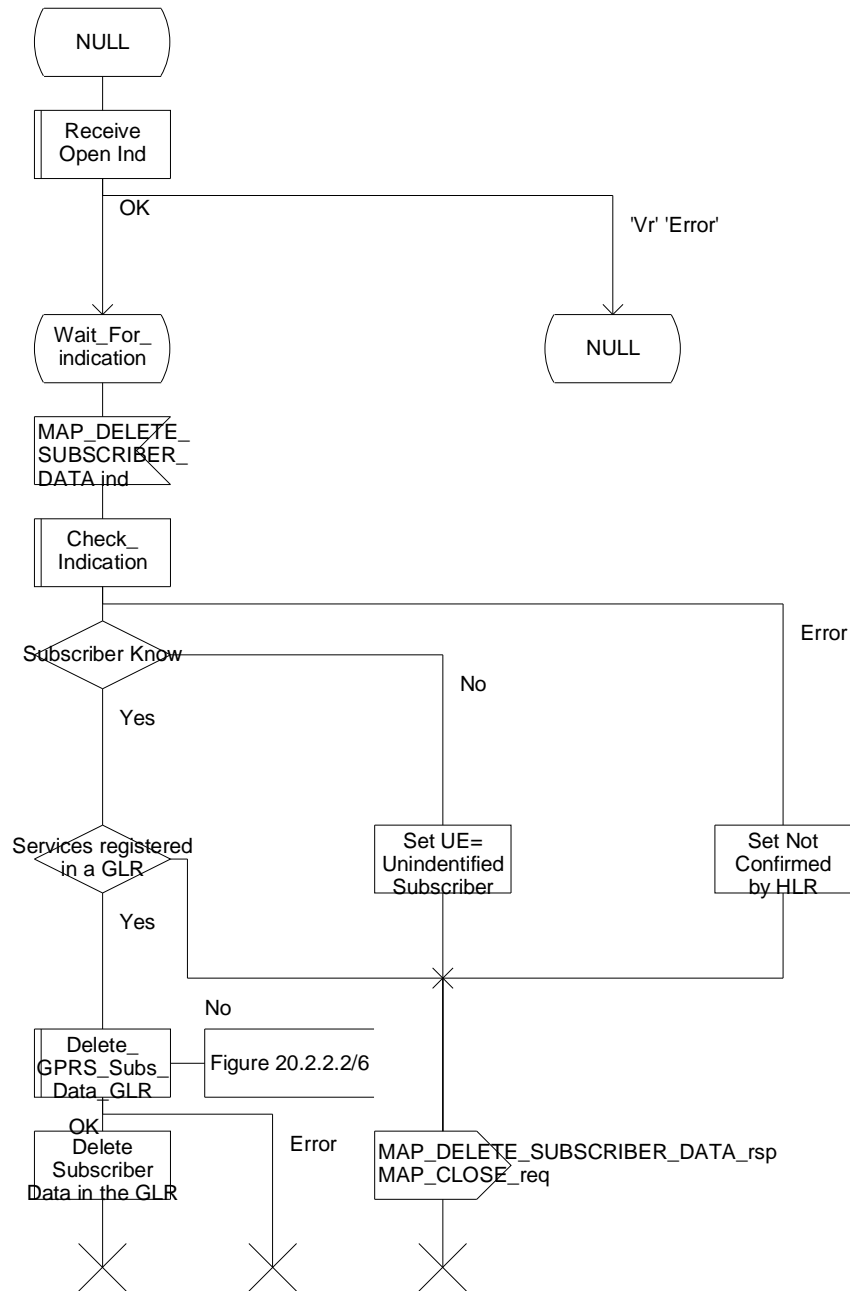 NULL
Receive
Open Ind
OK
'Vr' 'Error'
Wait_For_
indication
NULL
MAP_DELETE_
SUBSCRIBER_
DATA ind
Check_
Indication
Error
Subscriber Know
No
Yes
Services registered
in a GLR
Set UE=
Unindentified
Subscriber
Set Not
Confirmed
by HLR
Yes
No
Delete_
GPRS_Subs_
Data_GLR
Figure 20.2.2.2/6
OK
Error
Delete
Subscriber
Data in the GLR
MAP_DELETE_SUBSCRIBER_DATA_rsp
MAP_CLOSE_req